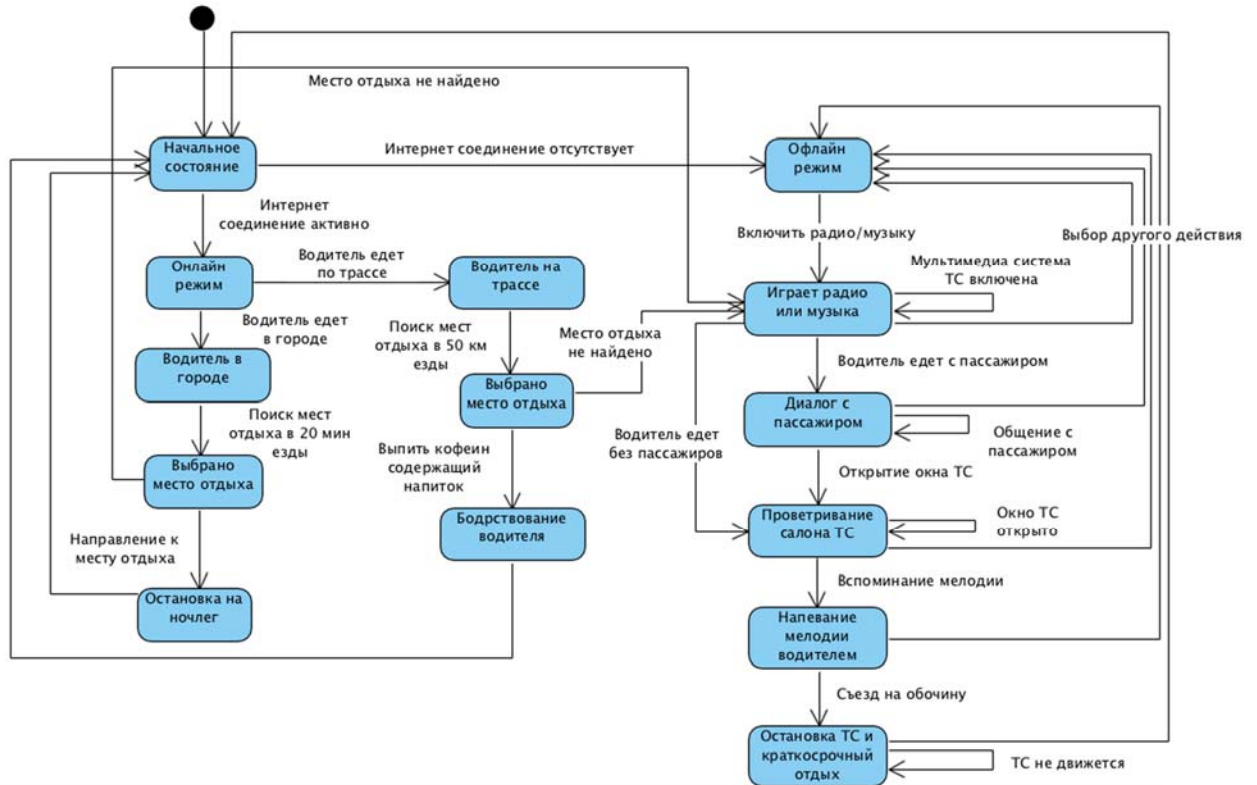 Место отдыха не найдено
Начальное
состояние
Интернет соединение отсутствует
Офлайн
режим
Интернет
соединение активно
Включить радио/музыку
Выбор другого действия
Онлайн
режим
Водитель едет
по трассе
Водитель на
трассе
Играет радио
или музыка
Мультимедиа система
ТС включена
Водитель едет
в городе
Поиск мест
отдыха в 50 км
езды
Место отдыха
не найдено
Водитель в
городе
Водитель едет с пассажиром
Выбрано
место отдыха
Диалог с
пассажиром
Общение с
пассажиром
Поиск мест
отдыха в 20 мин
езды
Выпить кофеин
содержащий
напиток
Водитель едет
без пассажиров
Открытие окна ТС
Выбрано
место отдыха
Бодрствование
водителя
Проветривание
салона ТС
Окно ТС
открыто
Направление к
месту отдыха
Вспоминание мелодии
Остановка на
ночлег
Напевание
мелодии
водителем
Съезд на обочину
Остановка ТС и
краткосрочный
отдых
ТС не движется